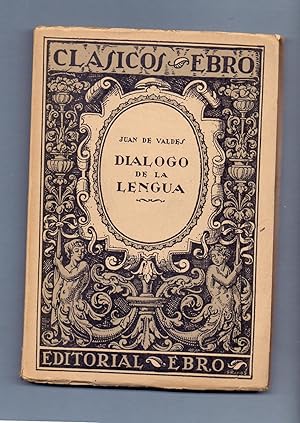 CLASICOS EBRO
JUAN DE VALDES
DIALOGO
DE LA
LENGUA
EDITORIAL EBRO